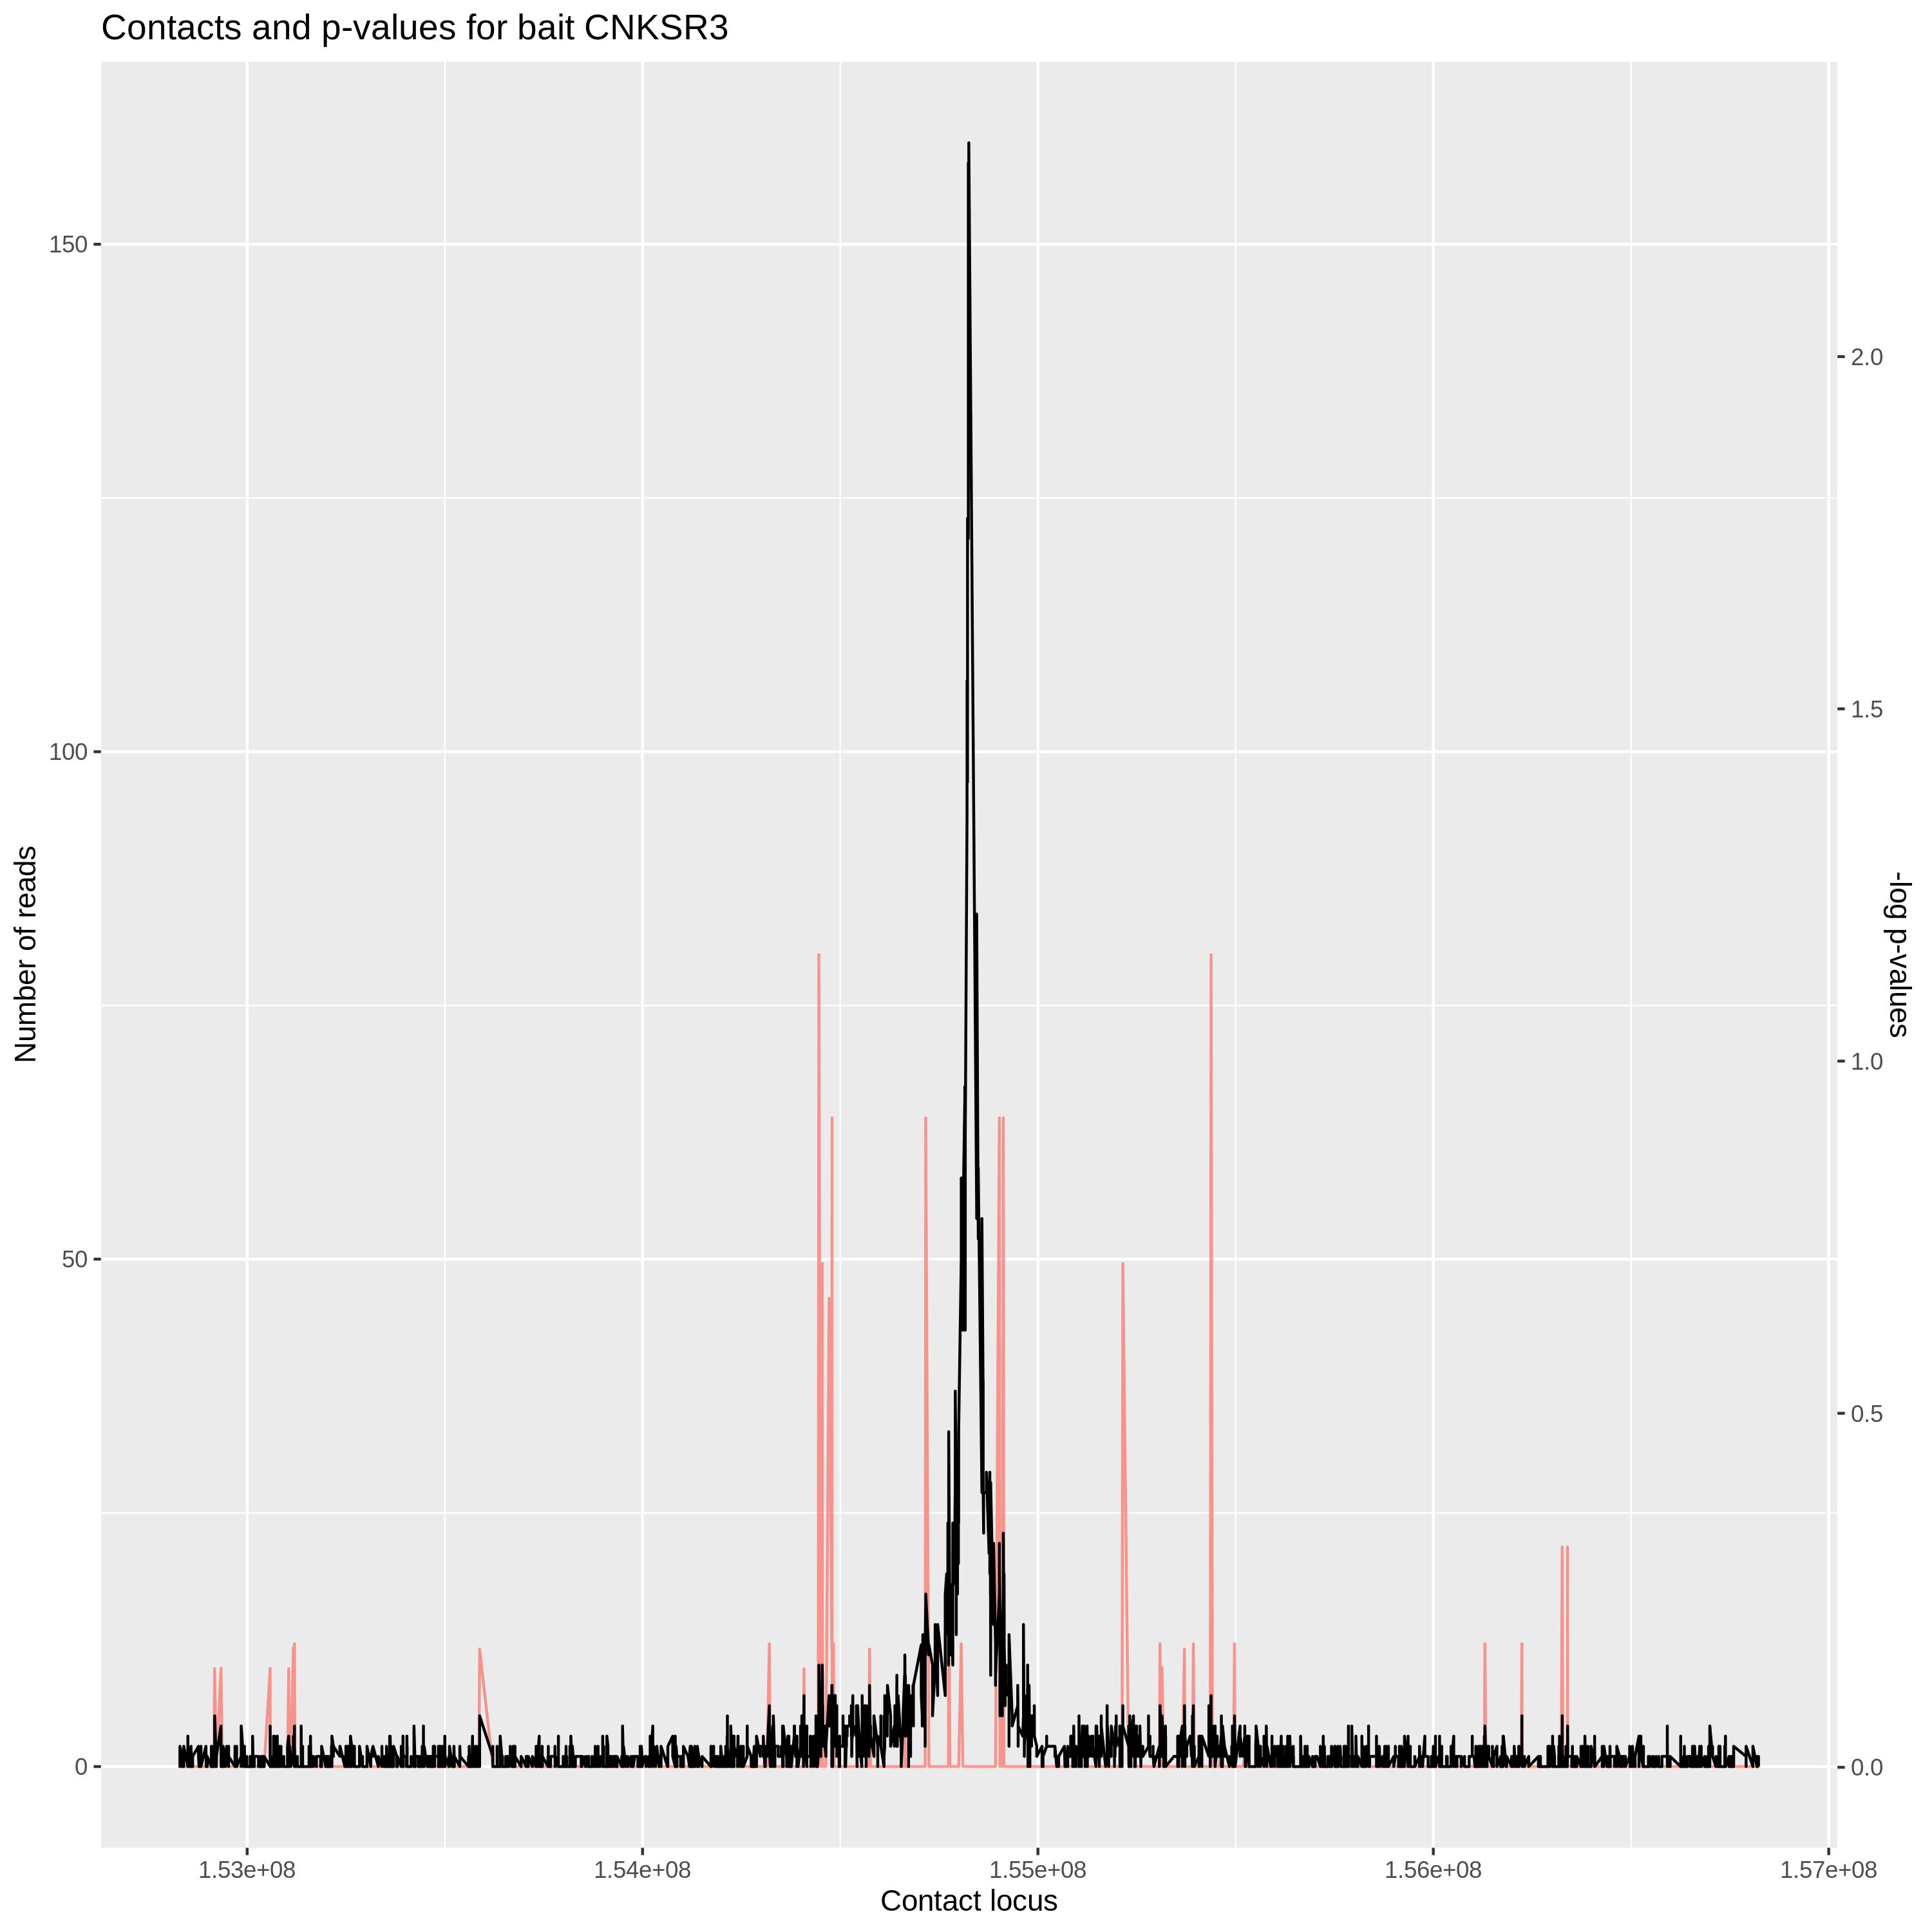 Contacts and p-values for bait CNKSR3
150
100
50
0
Number of reads
2.0
1.5
1.0
0.5
0.0
-log p-values
1.53e+08
1.54e+08
1.55e+08
1.56e+08
1.57e+08
Contact locus